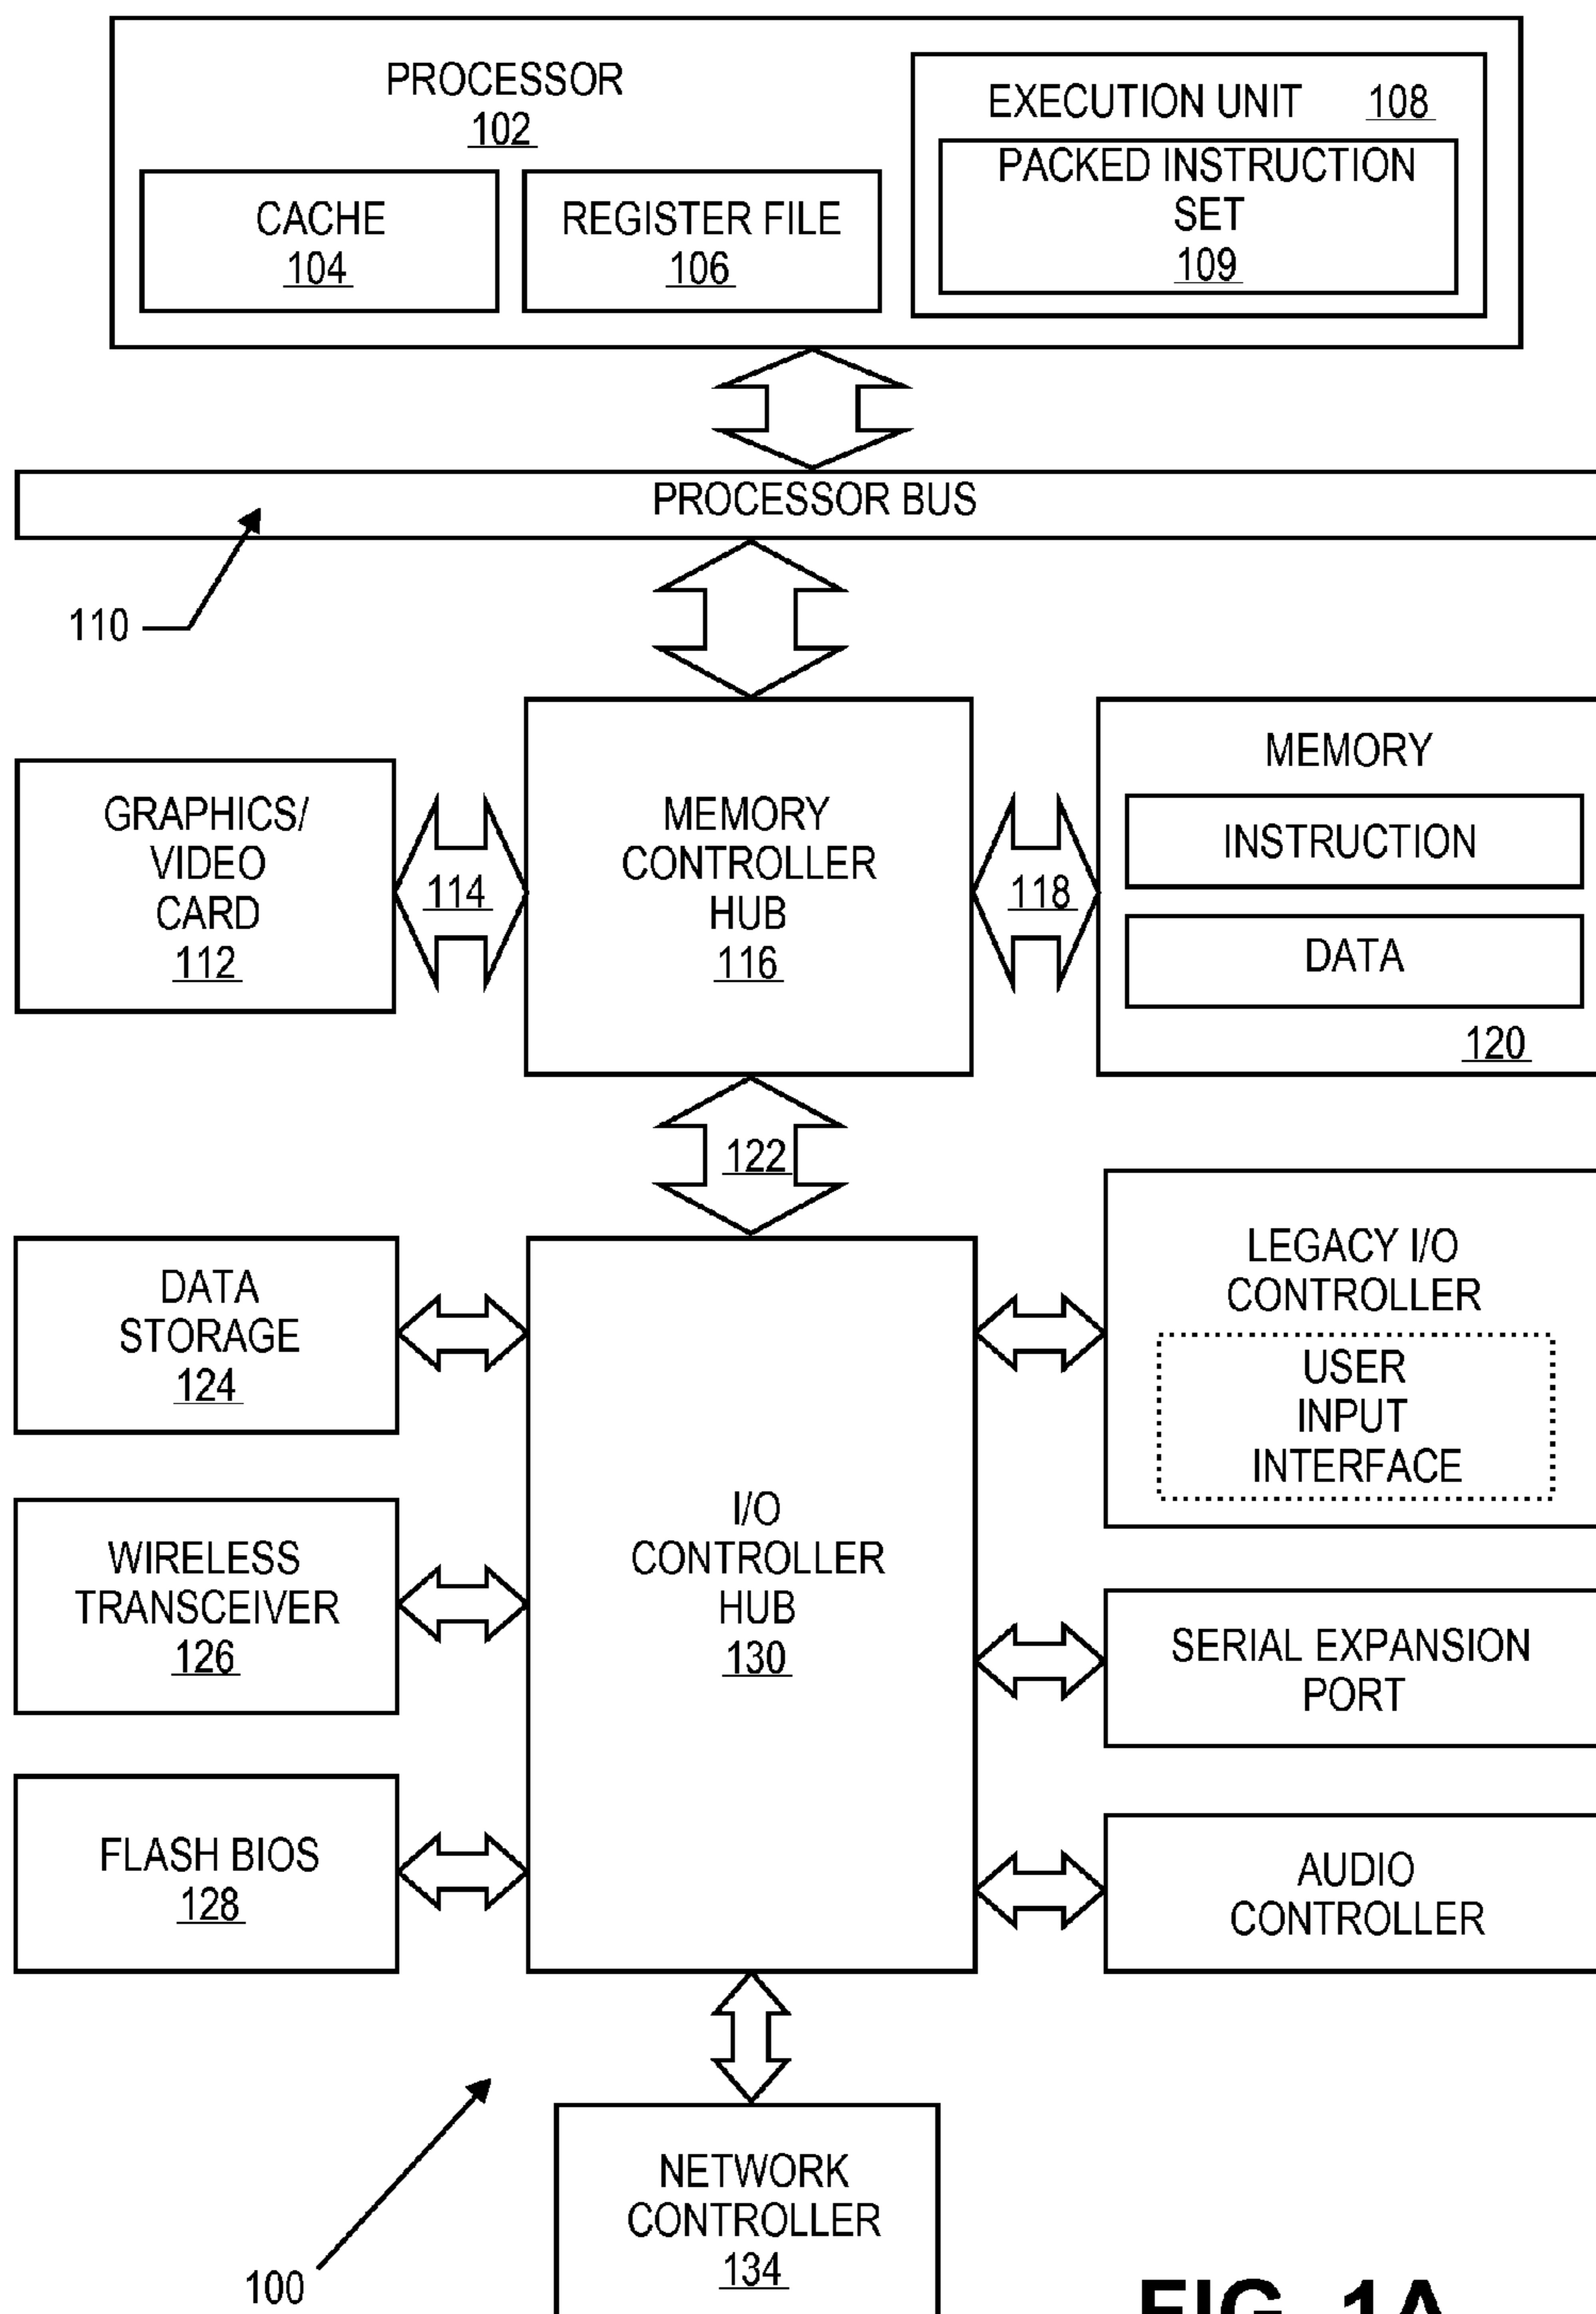 PROCESSOR
102
CACHE
104
REGISTER FILE
106
EXECUTION UNIT 108
PACKED INSTRUCTION
SET
109
PROCESSOR BUS
110
GRAPHICS/
VIDEO
CARD
112
114
MEMORY
CONTROLLER
HUB
116
118
MEMORY
INSTRUCTION
DATA
120
122
DATA
STORAGE
124
WIRELESS
TRANSCEIVER
126
FLASH BIOS
128
I/O
CONTROLLER
HUB
130
LEGACY I/O
CONTROLLER
USER
INPUT
INTERFACE
SERIAL EXPANSION
PORT
AUDIO
CONTROLLER
NETWORK
CONTROLLER
134
100
FIG. 1A